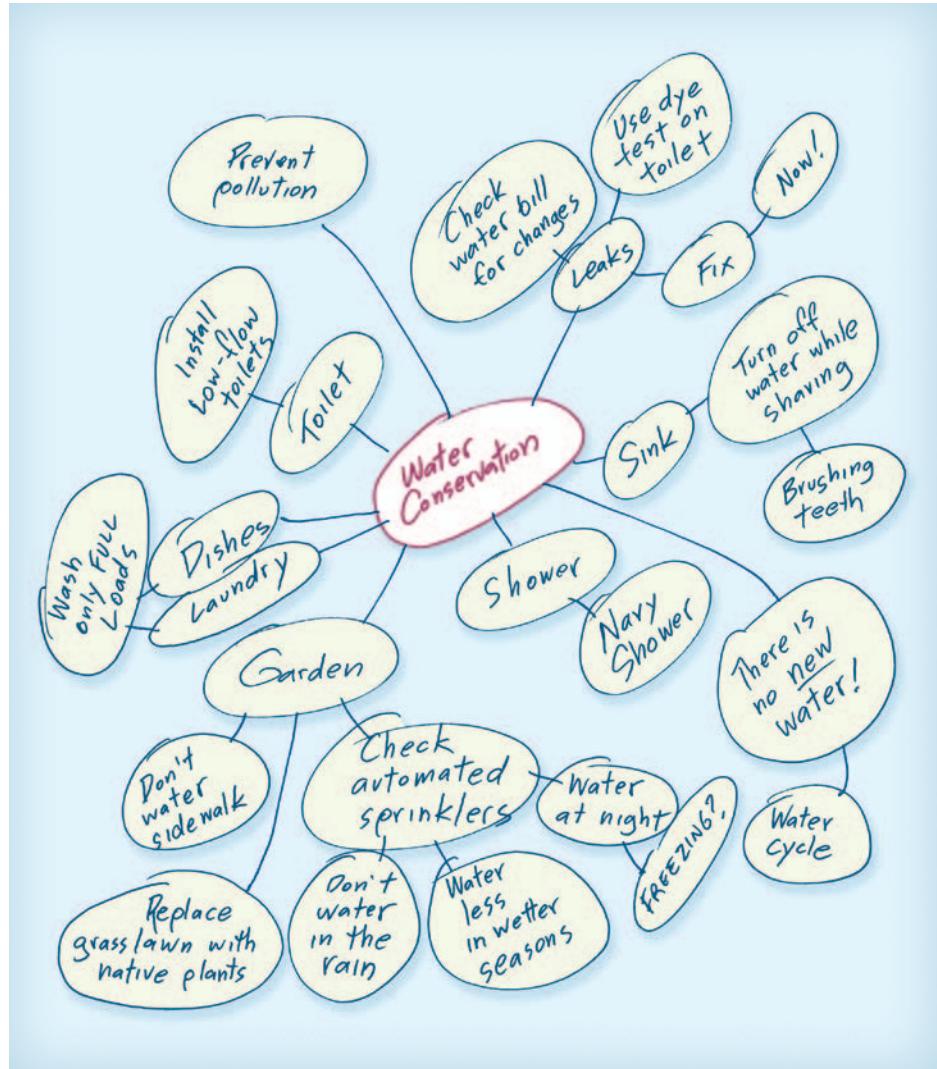 Prevent
pollution
Use dye
test on
toilet
Check
water bill
for changes
Leaks
Fix
Now!
Install
Low-flow
toilets
Toilet
Water
Conservation
Sink
Turn off
water while
shaving
Brushing
teeth
Wash
only FULL
Loads
Dishes
Laundry
Shower
Navy
Shower
There is
no new
water!
Water
cycle
Garden
Don't
water
sidewalk
Replace
grass lawn with
native plants
Check
automated
sprinklers
Don't
water
in the
rain
Water
less
in wetter
seasons
Water
at night
FREEZING?